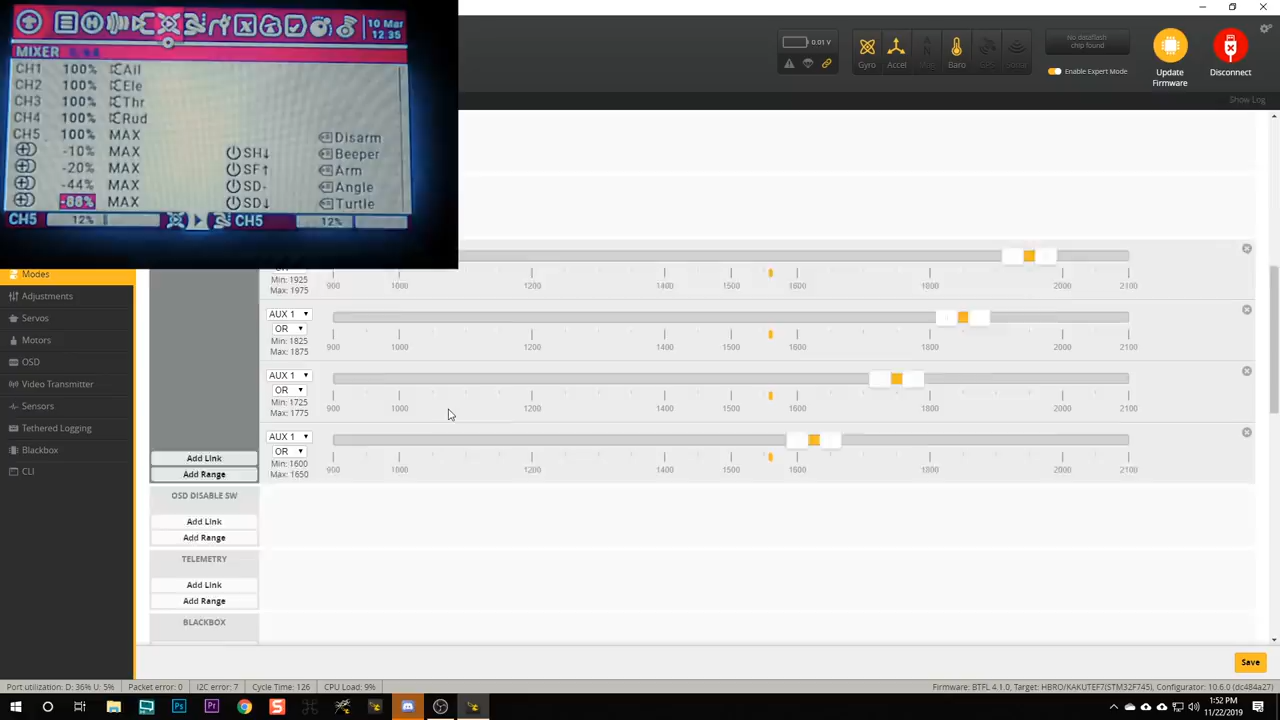 10 Mar
12 35
MIXER
CH1 100% Ail
CH2 100% Ele
CH3 100% Thr
CH4 100% Rud
CH5 100% MAX Disarm
-10% MAX SH↓ Beeper
-20% MAX SF↑ Arm
-44% MAX SD- Angle
-88% MAX SD↓ Turtle
CH5 12% CH5 12%
0.01 V
Gyro Accel Mag Baro GPS Sonar
No dataflash
chip found
Enable Expert Mode
Update
Firmware
Disconnect
Show Log
Modes
Adjustments
Servos
Motors
OSD
Video Transmitter
Sensors
Tethered Logging
Blackbox
CLI
Min: 1925
Max: 1975
900 1000 1200 1400 1500 1600 1800 2000 2100
AUX 1
OR
Min: 1825
Max: 1875
900 1000 1200 1400 1500 1600 1800 2000 2100
AUX 1
OR
Min: 1725
Max: 1775
900 1000 1200 1400 1500 1600 1800 2000 2100
AUX 1
OR
Min: 1600
Max: 1650
900 1000 1200 1400 1500 1600 1800 2000 2100
Add Link
Add Range
OSD DISABLE SW
Add Link
Add Range
TELEMETRY
Add Link
Add Range
BLACKBOX
Save
Port utilization: D: 36% U: 5% Packet error: 0 I2C error: 7 Cycle Time: 126 CPU Load: 9% Firmware: BTFL 4.1.0, Target: HBRO/KAKUTEF7(STM32F745), Configurator: 10.6.0 (dc484a27)
1:52 PM
11/22/2019